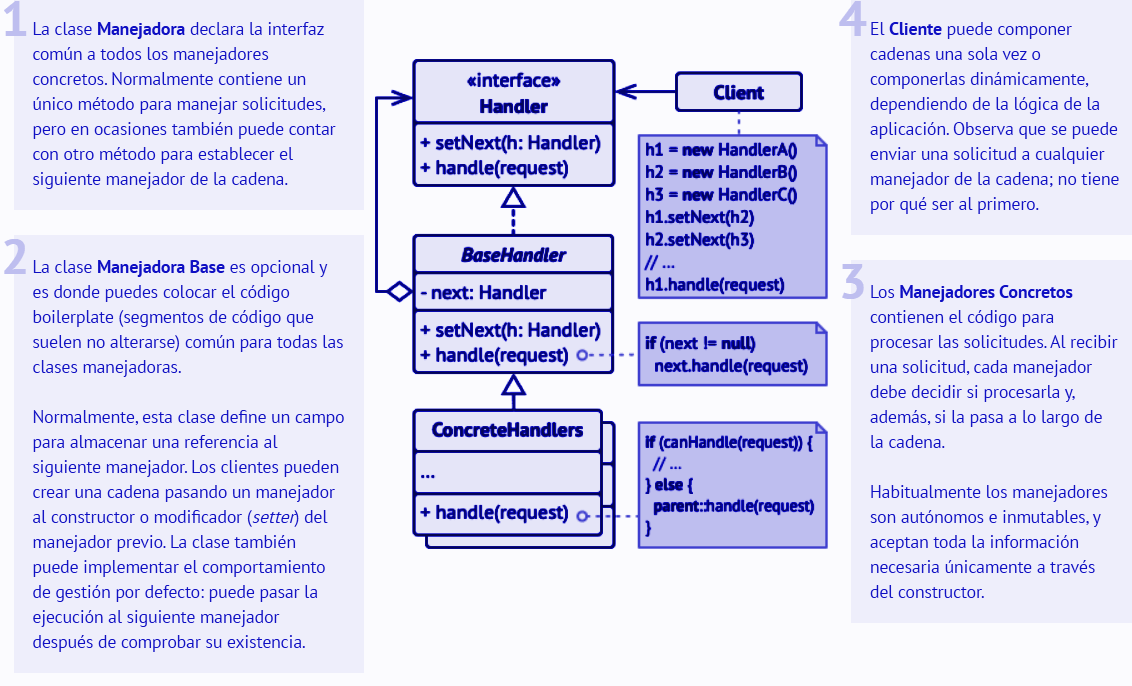 1
La clase Manejadora declara la interfaz
común a todos los manejadores
concretos. Normalmente contiene un
único método para manejar solicitudes,
pero en ocasiones también puede contar
con otro método para establecer el
siguiente manejador de la cadena.
2
La clase Manejadora Base es opcional y
es donde puedes colocar el código
boilerplate (segmentos de código que
suelen no alterarse) común para todas las
clases manejadoras.
Normalmente, esta clase define un campo
para almacenar una referencia al
siguiente manejador. Los clientes pueden
crear una cadena pasando un manejador
al constructor o modificador (setter) del
manejador previo. La clase también
puede implementar el comportamiento
de gestión por defecto: puede pasar la
ejecución al siguiente manejador
después de comprobar su existencia.
«interface»
Handler
+ setNext(h: Handler)
+ handle(request)
BaseHandler
- next: Handler
+ setNext(h: Handler)
+ handle(request)
ConcreteHandlers
...
+ handle(request)
Client
h1 = new HandlerA()
h2 = new HandlerB()
h3 = new HandlerC()
h1.setNext(h2)
h2.setNext(h3)
// ...
h1.handle(request)
if (next != null)
next.handle(request)
if (canHandle(request)) {
// ...
} else {
parent::handle(request)
}
4
El Cliente puede componer
cadenas una sola vez o
componerlas dinámicamente,
dependiendo de la lógica de la
aplicación. Observa que se puede
enviar una solicitud a cualquier
manejador de la cadena; no tiene
por qué ser al primero.
3
Los Manejadores Concretos
contienen el código para
procesar las solicitudes. Al recibir
una solicitud, cada manejador
debe decidir si procesarla y,
además, si la pasa a lo largo de
la cadena.
Habitualmente los manejadores
son autónomos e inmutables, y
aceptan toda la información
necesaria únicamente a través
del constructor.